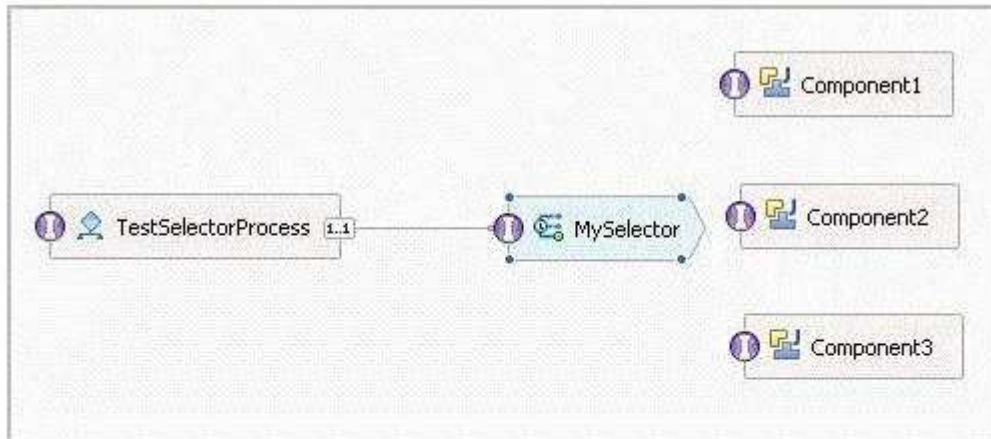 Component1
TestSelectorProcess 1..1
MySelector
Component2
Component3